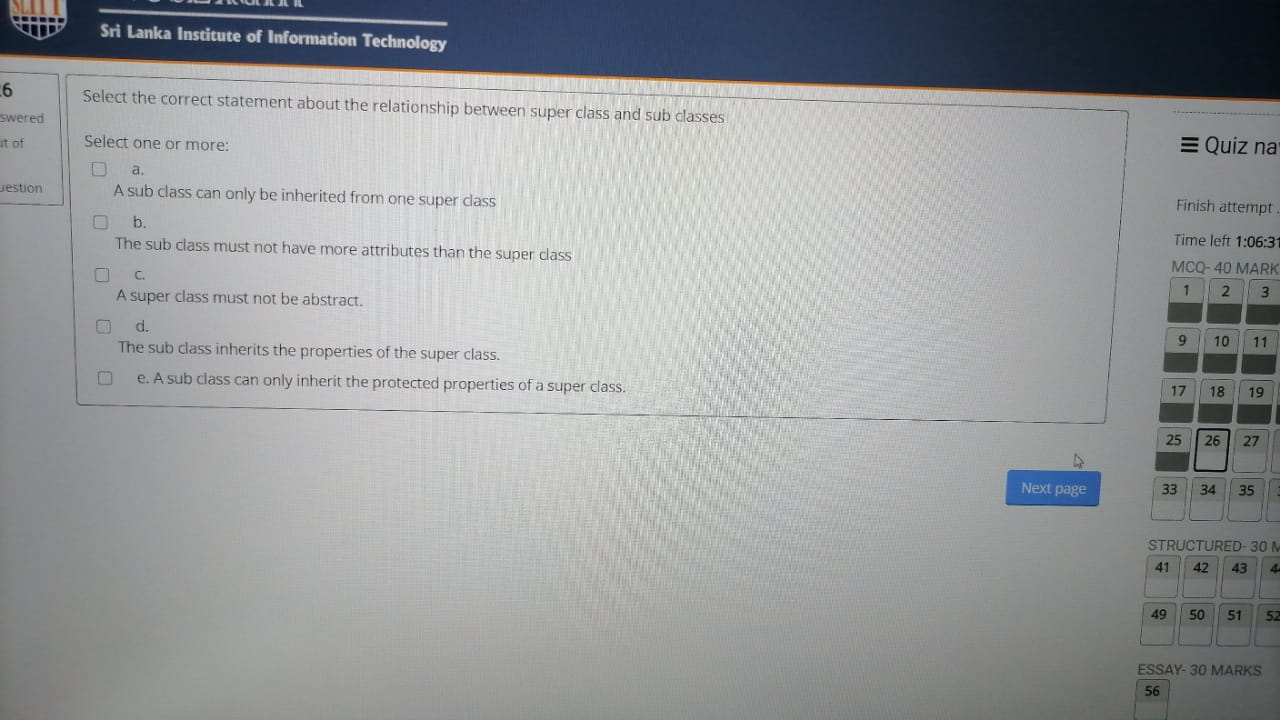 SLIIT
Sri Lanka Institute of Information Technology
26
swered
ut of
uestion
Select the correct statement about the relationship between super class and sub classes
Select one or more:
a.
A sub class can only be inherited from one super class
b.
The sub class must not have more attributes than the super class
c.
A super class must not be abstract.
d.
The sub class inherits the properties of the super class.
e. A sub class can only inherit the protected properties of a super class.
Next page
Quiz na
Finish attempt
Time left 1:06:31
MCQ- 40 MARK
1 2 3
9 10 11
17 18 19
25 26 27
33 34 35
STRUCTURED- 30 M
41 42 43 4
49 50 51 52
ESSAY- 30 MARKS
56